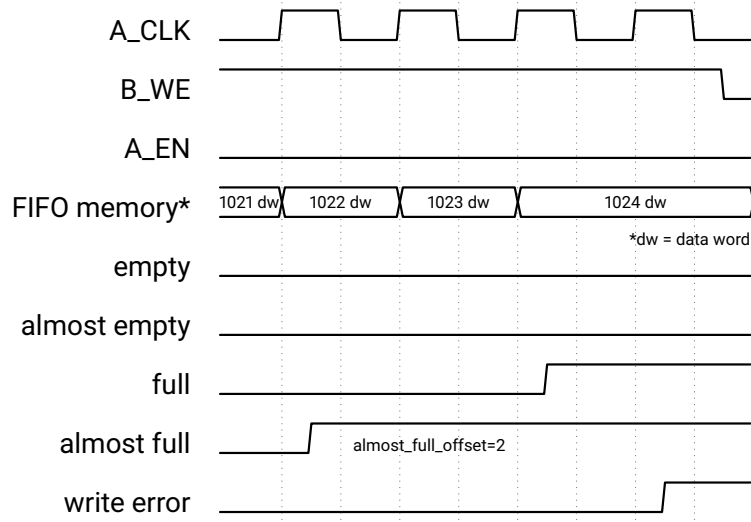 A_CLK
B_WE
A_EN
FIFO memory* 1021 dw 1022 dw 1023 dw 1024 dw
*dw = data word
empty
almost empty
full
almost full almost_full_offset=2
write error